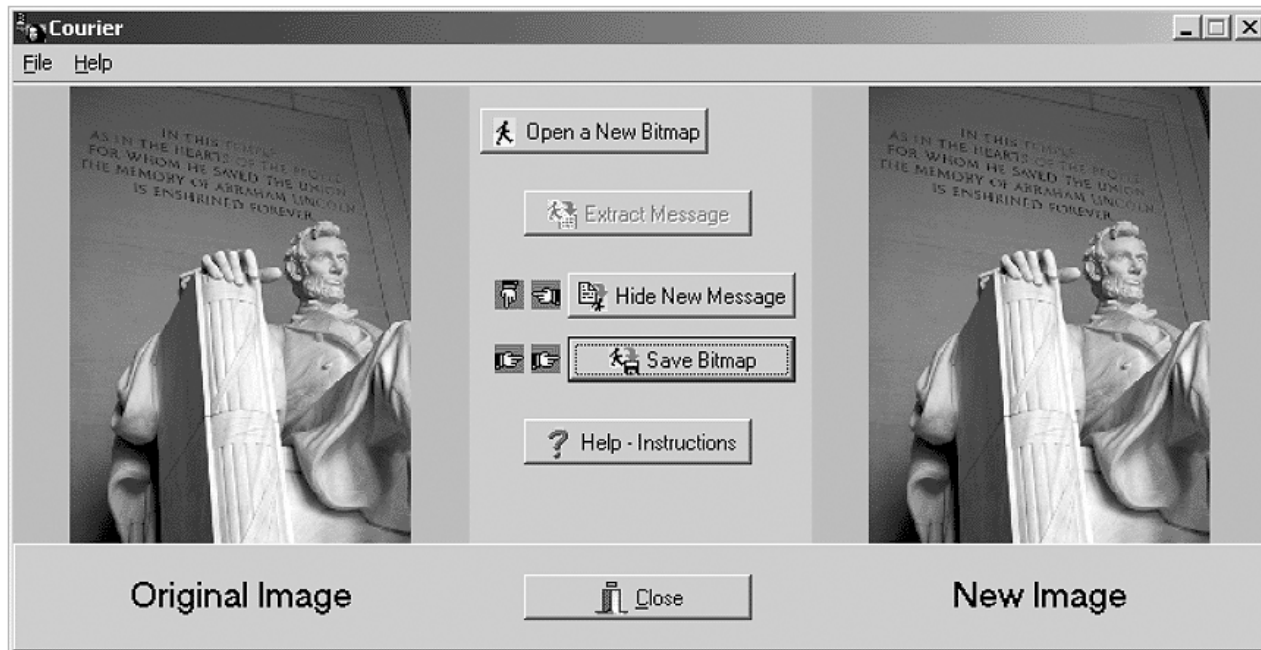 Courier
File Help
IN THIS TEMPLE
AS IN THE HEARTS OF THE PEOPLE
FOR WHOM HE SAVED THE UNION
THE MEMORY OF ABRAHAM LINCOLN
IS ENSHRINED FOREVER
Open a New Bitmap
Extract Message
Hide New Message
Save Bitmap
? Help - Instructions
Close
IN THIS TEMPLE
AS IN THE HEARTS OF THE PEOPLE
FOR WHOM HE SAVED THE UNION
THE MEMORY OF ABRAHAM LINCOLN
IS ENSHRINED FOREVER
Original Image
New Image